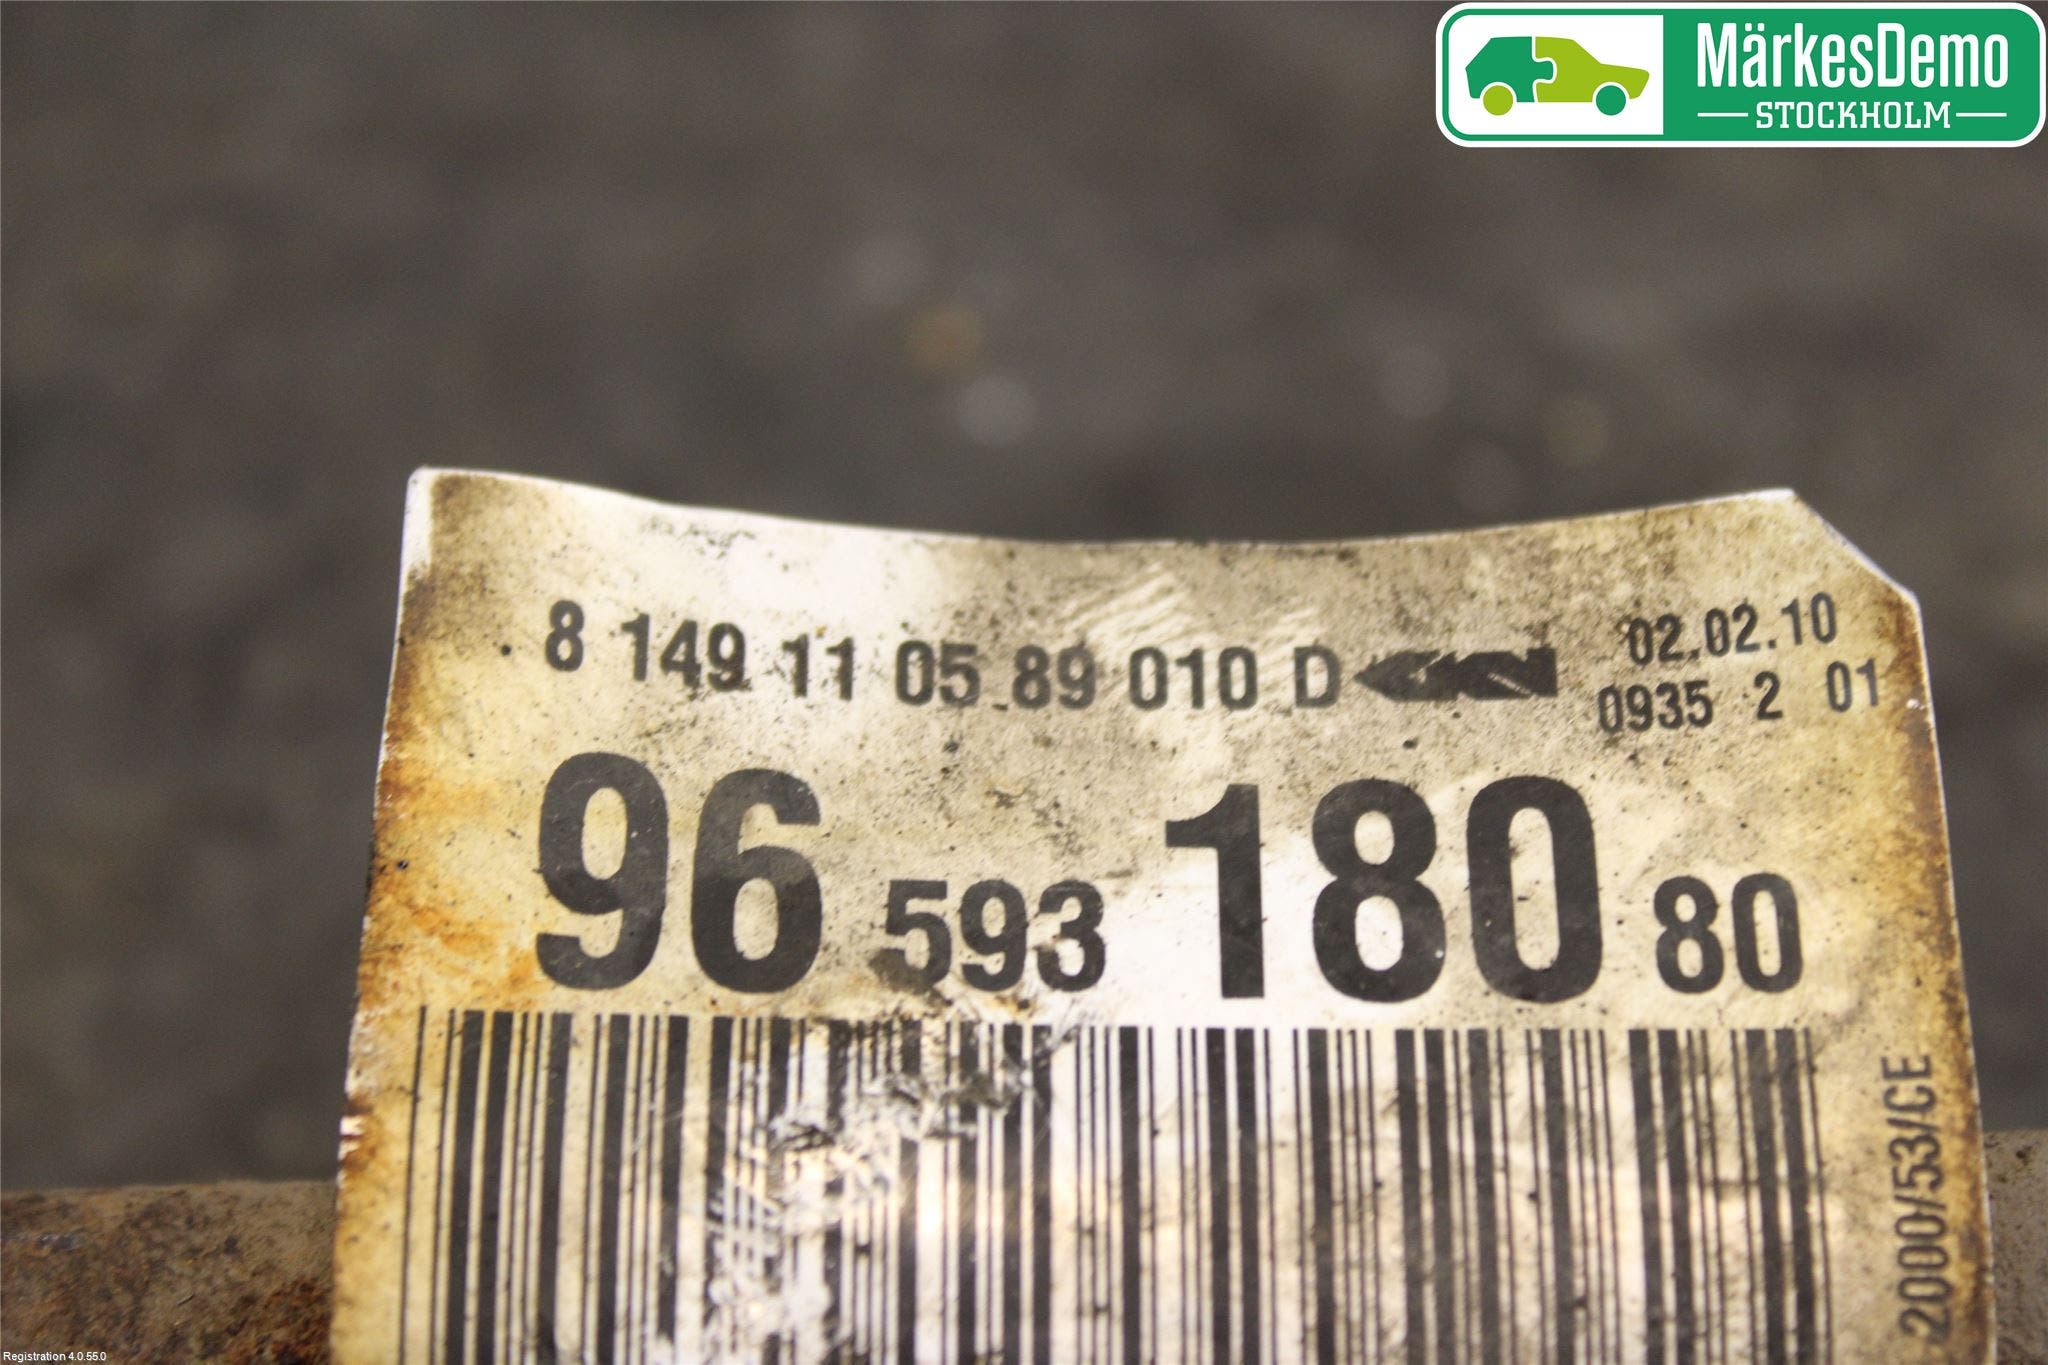 MärkesDemo
STOCKHOLM
8 149 11 05 89 010 D GKN 02.02.10
0935 2 01
96 593 180 80
2000/53/CE
Registration 4.0.55.0